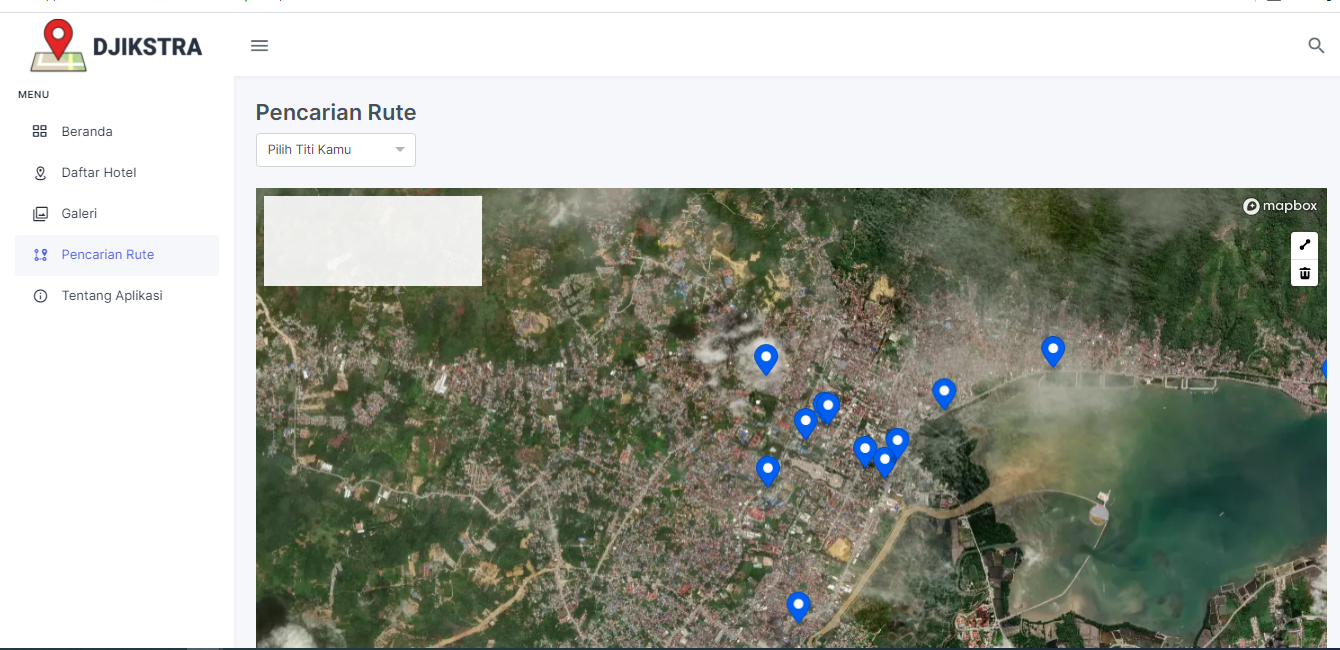 DJIKSTRA
MENU
Beranda
Daftar Hotel
Galeri
Pencarian Rute
Tentang Aplikasi
Pencarian Rute
Pilih Titi Kamu
mapbox